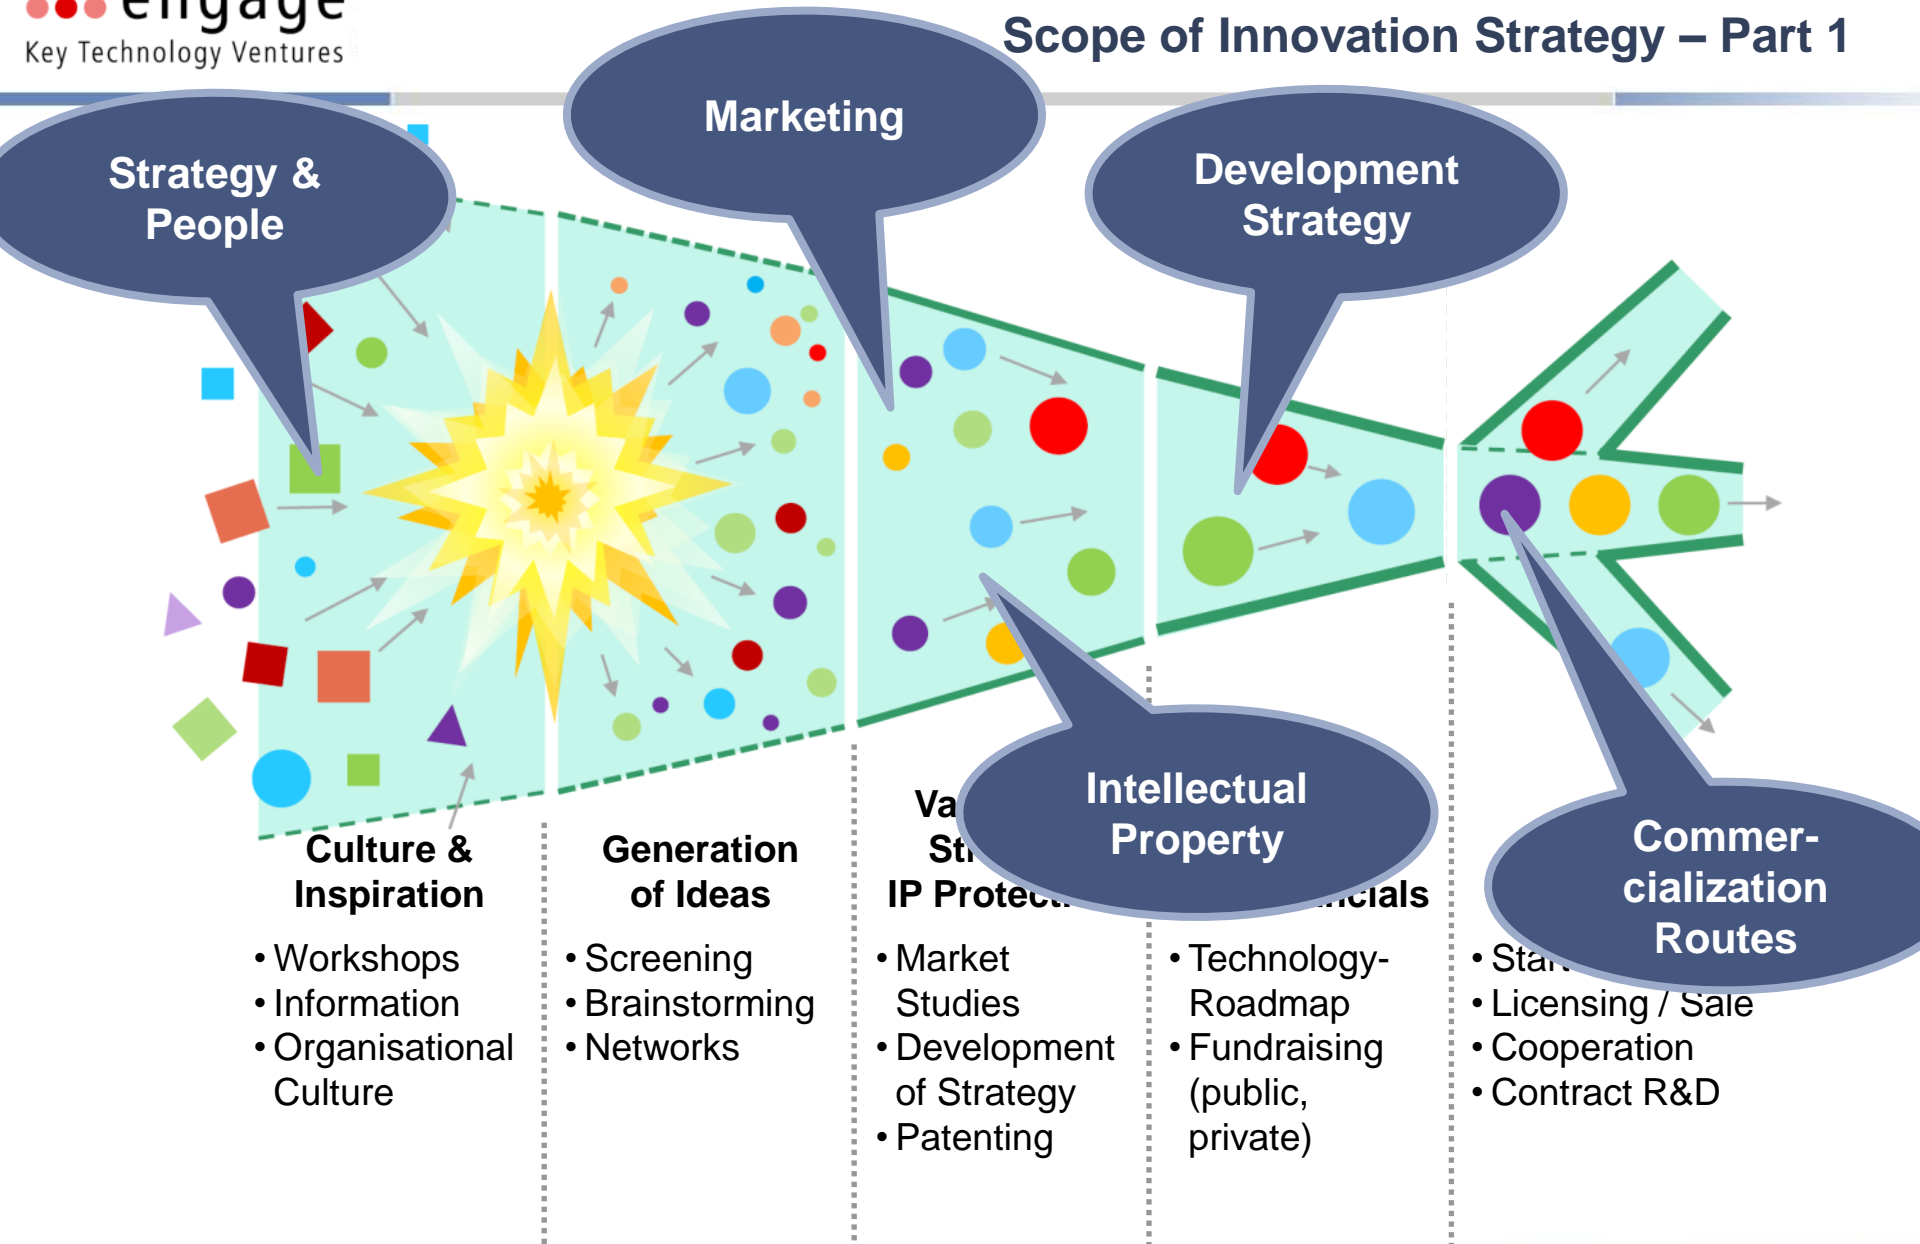 engage
Key Technology Ventures
Scope of Innovation Strategy – Part 1
Strategy &
People
Marketing
Development
Strategy
Intellectual
Property
Commer-
cialization
Routes
Culture &
Inspiration
• Workshops
• Information
• Organisational
Culture
Generation
of Ideas
• Screening
• Brainstorming
• Networks
IP
• Market
Studies
• Development
of Strategy
• Patenting
• Technology-
Roadmap
• Fundraising
(public,
private)
• Licensing / Sale
• Cooperation
• Contract R&D